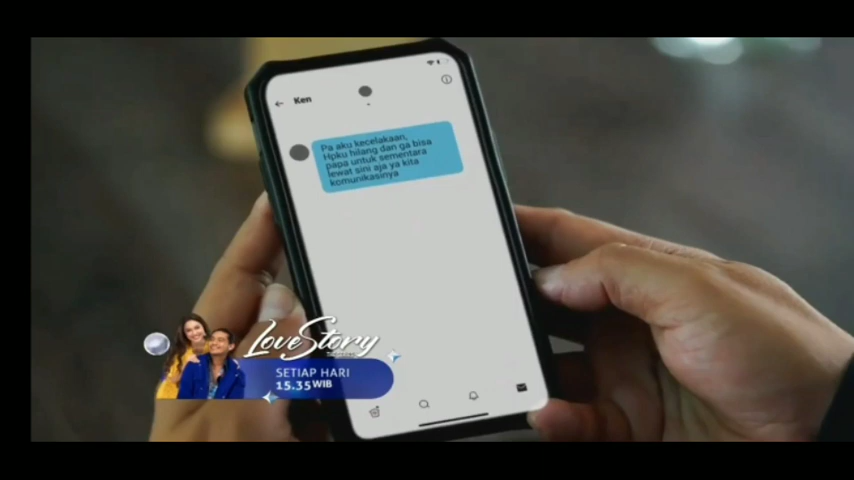 Ken
Pa aku kecelakaan,
Hpku hilang dan ga bisa
papa untuk sementara
lewat sini aja ya kita
komunikasinya
Love Story
SETIAP HARI
15.35 WIB